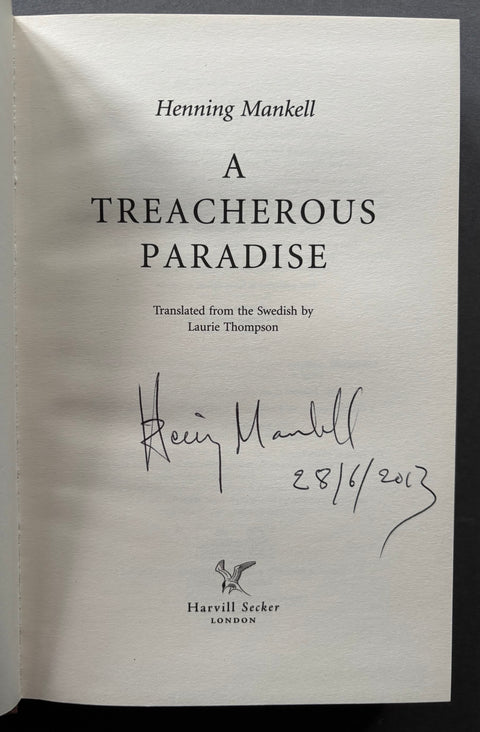 Henning Mankell
A
TREACHEROUS
PARADISE
Translated from the Swedish by
Laurie Thompson
Henning Mankell
28/6/2013
Harvill Secker
LONDON